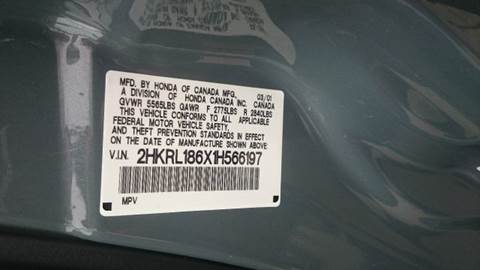 MFD. BY HONDA OF CANADA MFG. 03/01
A DIVISION OF HONDA CANADA INC. CANADA
GVWR 5565LBS GAWR F 2775LBS R 2840LBS
THIS VEHICLE CONFORMS TO ALL APPLICABLE
FEDERAL MOTOR VEHICLE SAFETY,
AND THEFT PREVENTION STANDARDS IN EFFECT
ON THE DATE OF MANUFACTURE SHOWN ABOVE.
V.I.N. 2HKRL186X1H566197
MPV